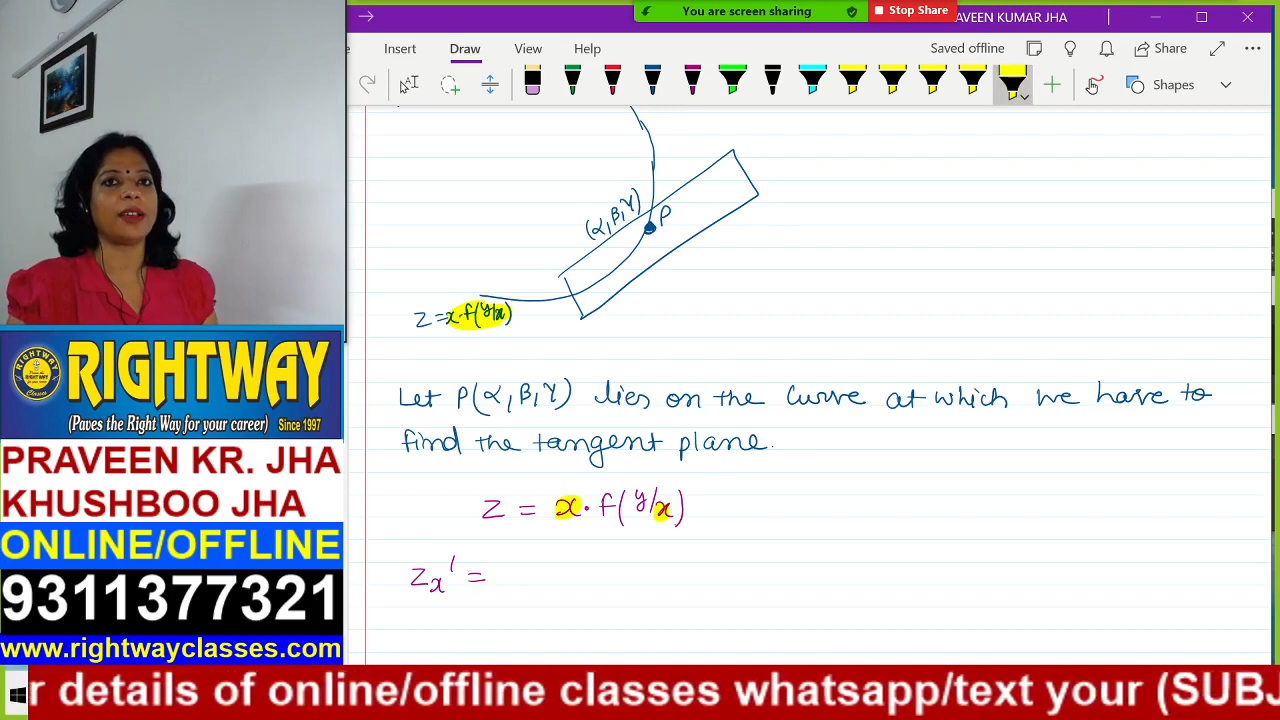 You are screen sharing
Stop Share
RAVEEN KUMAR JHA
Insert
Draw
View
Help
Saved offline
Share
Shapes
(α,β,γ)
P
Z=x·f(y/x)
Let P(α,β,γ) lies on the curve at which we have to
find the tangent plane.
Z = x·f(y/x)
Zx' =
RIGHTWAY
(Paves the Right Way for your career)
Since 1997
PRAVEEN KR. JHA
KHUSHBOO JHA
ONLINE/OFFLINE
9311377321
www.rightwayclasses.com
r details of online/offline classes whatsapp/text your (SUBJ